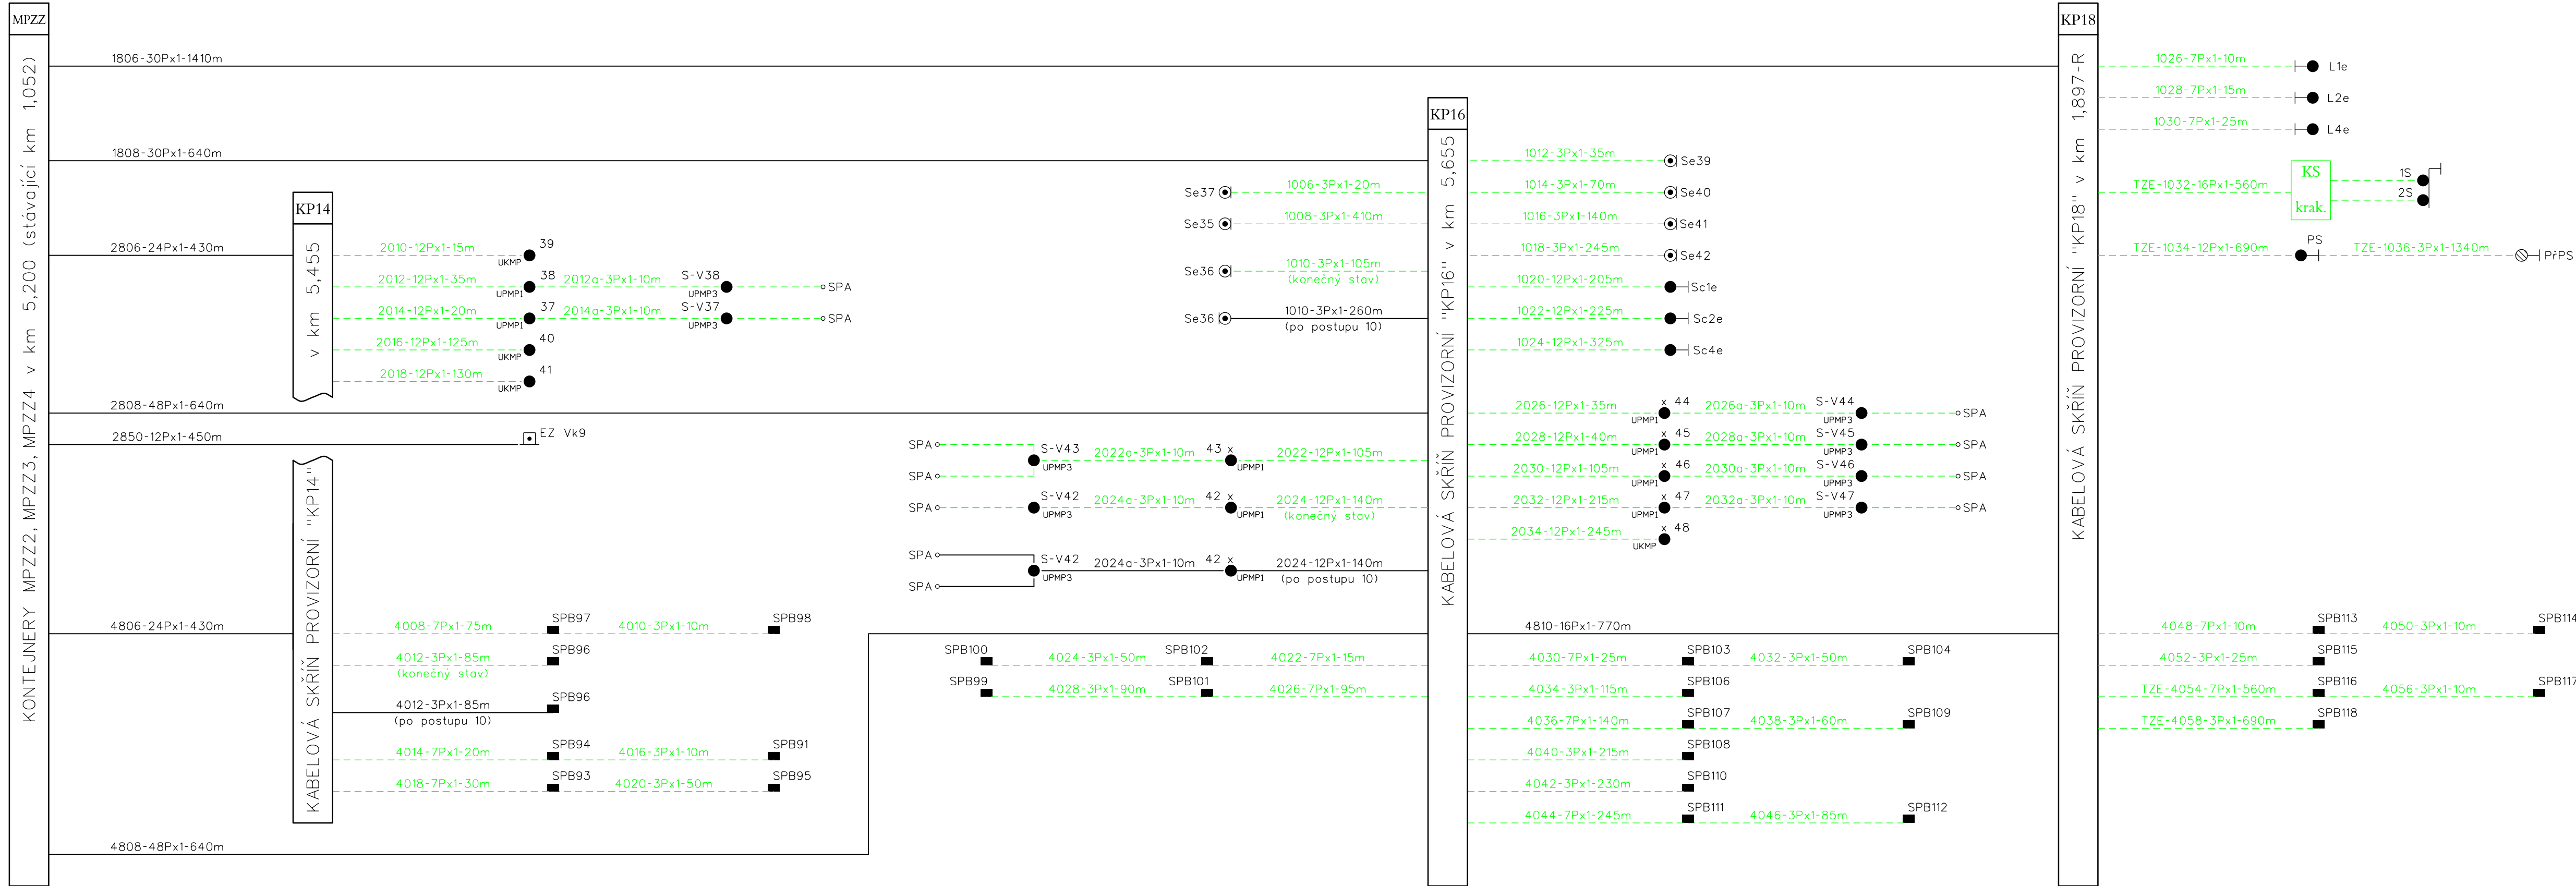 MPZZ
KONTEJNERY MPZZ2, MPZZ3, MPZZ4 v km 5,200 (stávající km 1,052)
1806-30Px1-1410m
1808-30Px1-640m
2806-24Px1-430m
2808-48Px1-640m
2850-12Px1-450m
EZ Vk9
4806-24Px1-430m
4808-48Px1-640m
KP14
v km 5,455
KABELOVÁ SKŘÍŇ PROVIZORNÍ "KP14"
2010-12Px1-15m
39
UKMP
2012-12Px1-35m
38
UPMP1
2012a-3Px1-10m
S-V38
UPMP3
SPA
2014-12Px1-20m
37
UPMP1
2014a-3Px1-10m
S-V37
UPMP3
SPA
2016-12Px1-125m
40
UKMP
2018-12Px1-130m
41
UKMP
4008-7Px1-75m
SPB97
4010-3Px1-10m
SPB98
4012-3Px1-85m
(konečný stav)
SPB96
4012-3Px1-85m
(po postupu 10)
SPB96
4014-7Px1-20m
SPB94
4016-3Px1-10m
SPB91
4018-7Px1-30m
SPB93
4020-3Px1-50m
SPB95
KP16
KABELOVÁ SKŘÍŇ PROVIZORNÍ "KP16" v km 5,655
Se37
1006-3Px1-20m
Se35
1008-3Px1-410m
Se36
1010-3Px1-105m
(konečný stav)
Se36
1010-3Px1-260m
(po postupu 10)
SPA
SPA
S-V43
UPMP3
2022a-3Px1-10m
43 x
UPMP1
2022-12Px1-105m
SPA
S-V42
UPMP3
2024a-3Px1-10m
42 x
UPMP1
2024-12Px1-140m
(konečný stav)
SPA
SPA
S-V42
UPMP3
2024a-3Px1-10m
42 x
UPMP1
2024-12Px1-140m
(po postupu 10)
SPB100
4024-3Px1-50m
SPB102
4022-7Px1-15m
SPB99
4028-3Px1-90m
SPB101
4026-7Px1-95m
1012-3Px1-35m
Se39
1014-3Px1-70m
Se40
1016-3Px1-140m
Se41
1018-3Px1-245m
Se42
1020-12Px1-205m
Sc1e
1022-12Px1-225m
Sc2e
1024-12Px1-325m
Sc4e
2026-12Px1-35m
x 44
UPMP1
2026a-3Px1-10m
S-V44
UPMP3
SPA
2028-12Px1-40m
x 45
UPMP1
2028a-3Px1-10m
S-V45
UPMP3
SPA
2030-12Px1-105m
x 46
UPMP1
2030a-3Px1-10m
S-V46
UPMP3
SPA
2032-12Px1-215m
x 47
UPMP1
2032a-3Px1-10m
S-V47
UPMP3
SPA
2034-12Px1-245m
x 48
UKMP
4810-16Px1-770m
4030-7Px1-25m
SPB103
4032-3Px1-50m
SPB104
4034-3Px1-115m
SPB106
4036-7Px1-140m
SPB107
4038-3Px1-60m
SPB109
4040-3Px1-215m
SPB108
4042-3Px1-230m
SPB110
4044-7Px1-245m
SPB111
4046-3Px1-85m
SPB112
KP18
KABELOVÁ SKŘÍŇ PROVIZORNÍ "KP18" v km 1,897-R
1026-7Px1-10m
L1e
1028-7Px1-15m
L2e
1030-7Px1-25m
L4e
TZE-1032-16Px1-560m
KS
krak.
1S
2S
TZE-1034-12Px1-690m
PS
TZE-1036-3Px1-1340m
PřPS
4048-7Px1-10m
SPB113
4050-3Px1-10m
SPB114
4052-3Px1-25m
SPB115
TZE-4054-7Px1-560m
SPB116
4056-3Px1-10m
SPB117
TZE-4058-3Px1-690m
SPB118